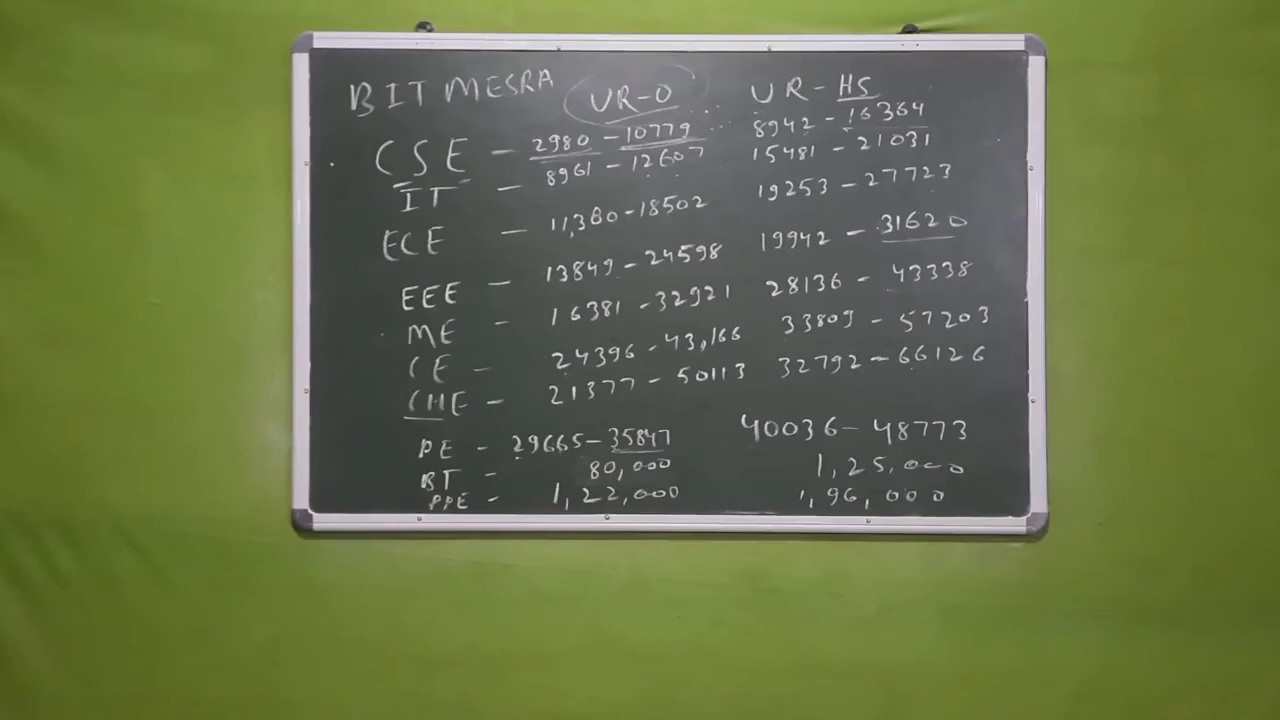 BIT MESRA UR-O UR-HS
CSE - 2980 - 10779 8942 - 16364
IT - 8961 - 12607 15481 - 21031
ECE - 11,380 - 18502 19253 - 27723
EEE - 13849 - 24598 19942 - 31620
ME - 16381 - 32921 28136 - 43338
CE - 24396 - 43,166 33809 - 57203
CHE - 21377 - 50113 32792 - 66126
PE - 29665 - 35847 40036 - 48773
BT - 80,000 1,25,000
PPE - 1,22,000 1,96,000